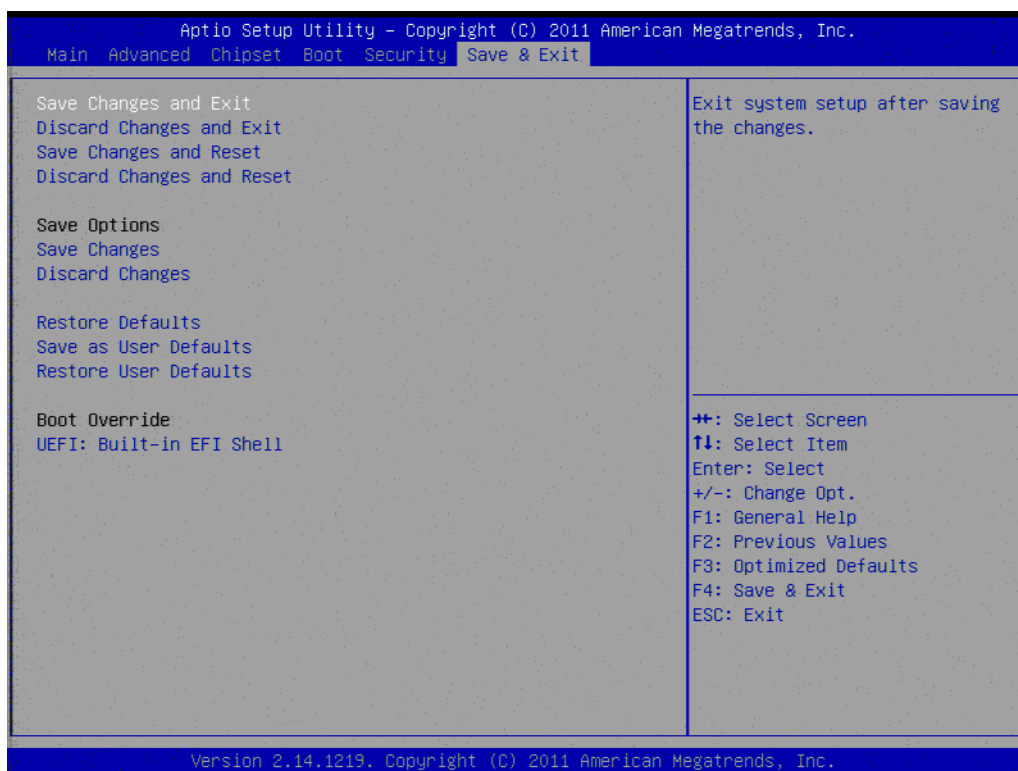 Aptio Setup Utility – Copyright (C) 2011 American Megatrends, Inc.
Main Advanced Chipset Boot Security Save & Exit
Save Changes and Exit
Discard Changes and Exit
Save Changes and Reset
Discard Changes and Reset
Save Options
Save Changes
Discard Changes
Restore Defaults
Save as User Defaults
Restore User Defaults
Boot Override
UEFI: Built-in EFI Shell
Exit system setup after saving
the changes.
→←: Select Screen
↑↓: Select Item
Enter: Select
+/-: Change Opt.
F1: General Help
F2: Previous Values
F3: Optimized Defaults
F4: Save & Exit
ESC: Exit
Version 2.14.1219. Copyright (C) 2011 American Megatrends, Inc.